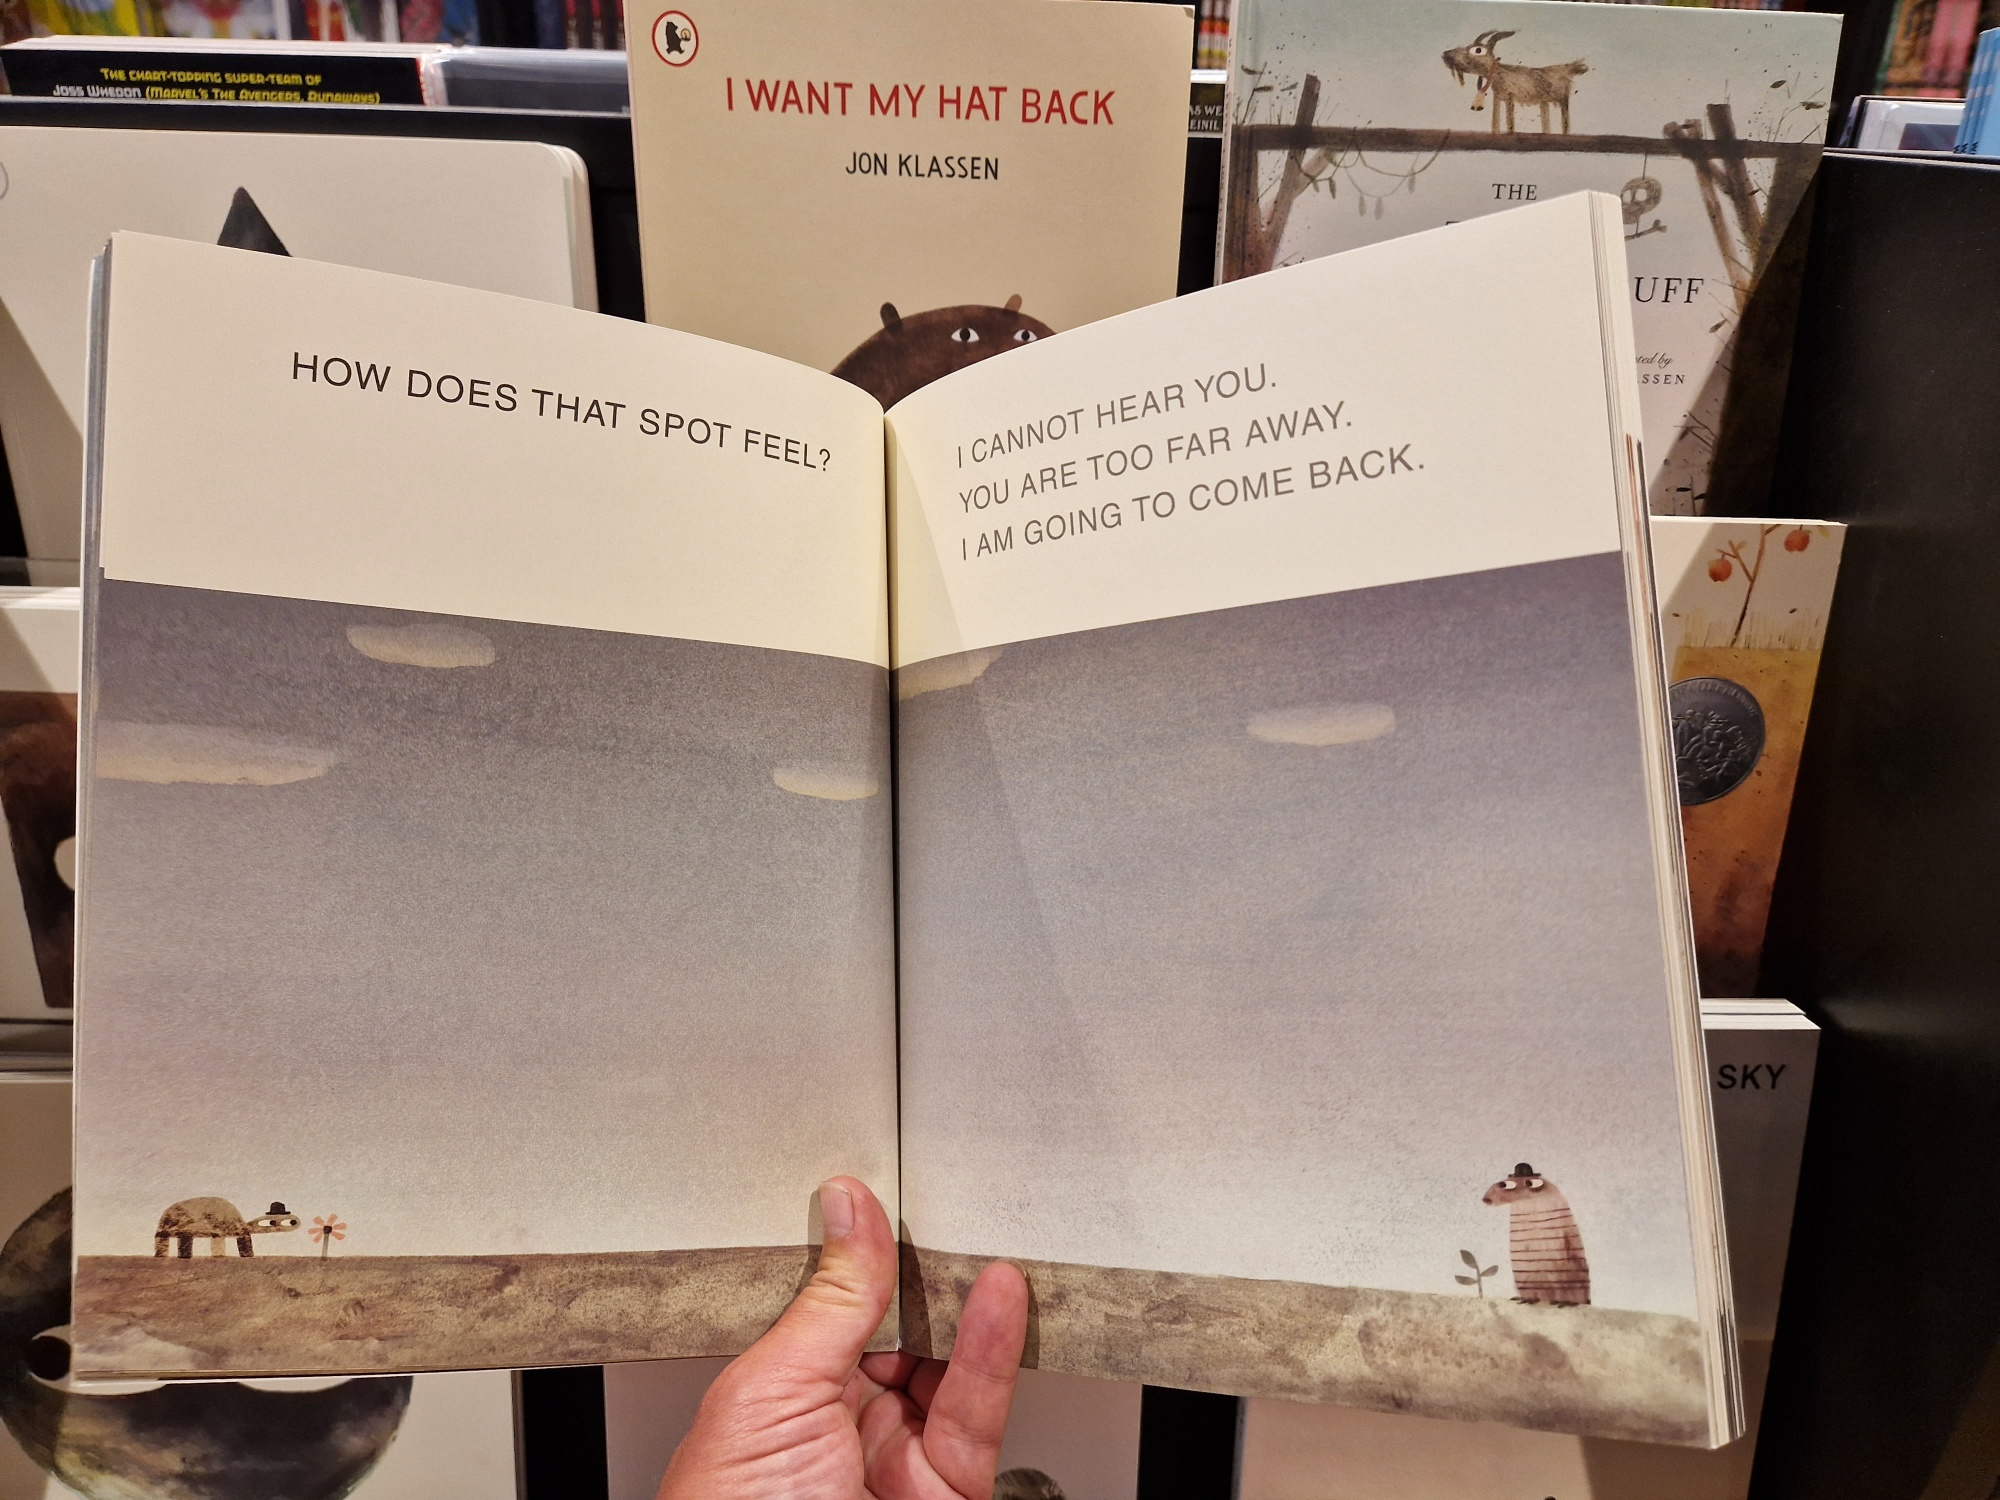 THE CHART-TOPPING SUPER-TEAM OF
JOSS WHEDON (MARVEL'S THE AVENGERS, RUNAWAYS)
I WANT MY HAT BACK
JON KLASSEN
THE
UFF
ted by
SSEN
HOW DOES THAT SPOT FEEL?
I CANNOT HEAR YOU.
YOU ARE TOO FAR AWAY.
I AM GOING TO COME BACK.
SKY